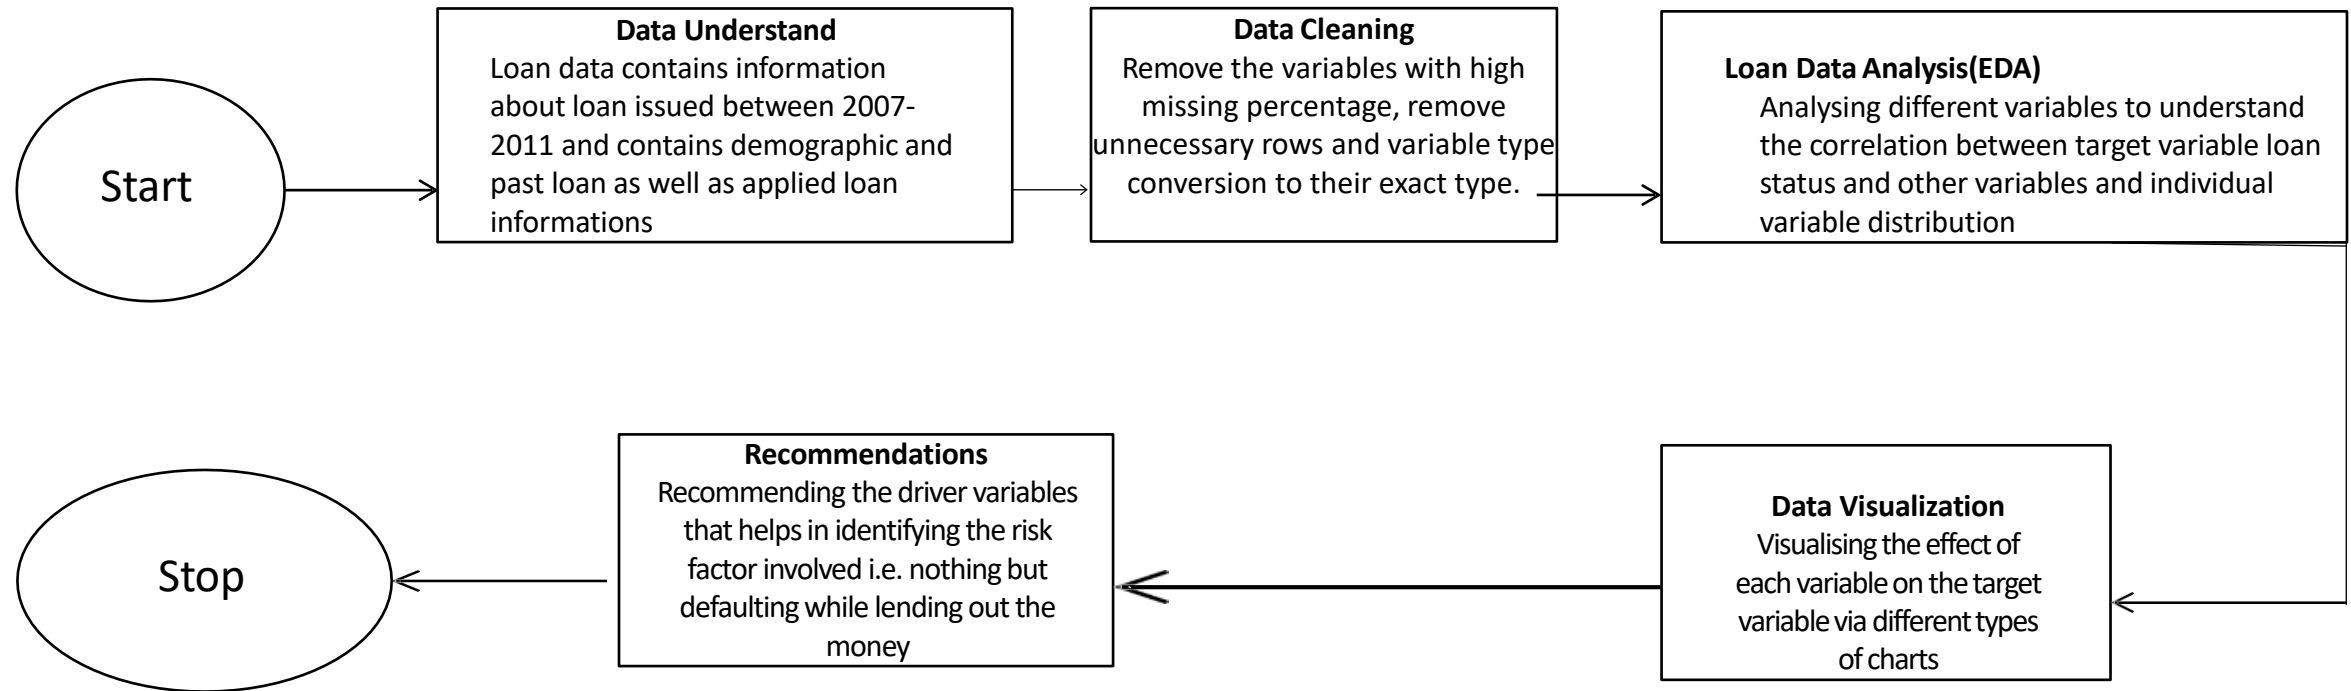 Start
Data Understand
Loan data contains information
about loan issued between 2007-
2011 and contains demographic and
past loan as well as applied loan
informations
Data Cleaning
Remove the variables with high
missing percentage, remove
unnecessary rows and variable type
conversion to their exact type.
Loan Data Analysis(EDA)
Analysing different variables to understand
the correlation between target variable loan
status and other variables and individual
variable distribution
Data Visualization
Visualising the effect of
each variable on the target
variable via different types
of charts
Recommendations
Recommending the driver variables
that helps in identifying the risk
factor involved i.e. nothing but
defaulting while lending out the
money
Stop